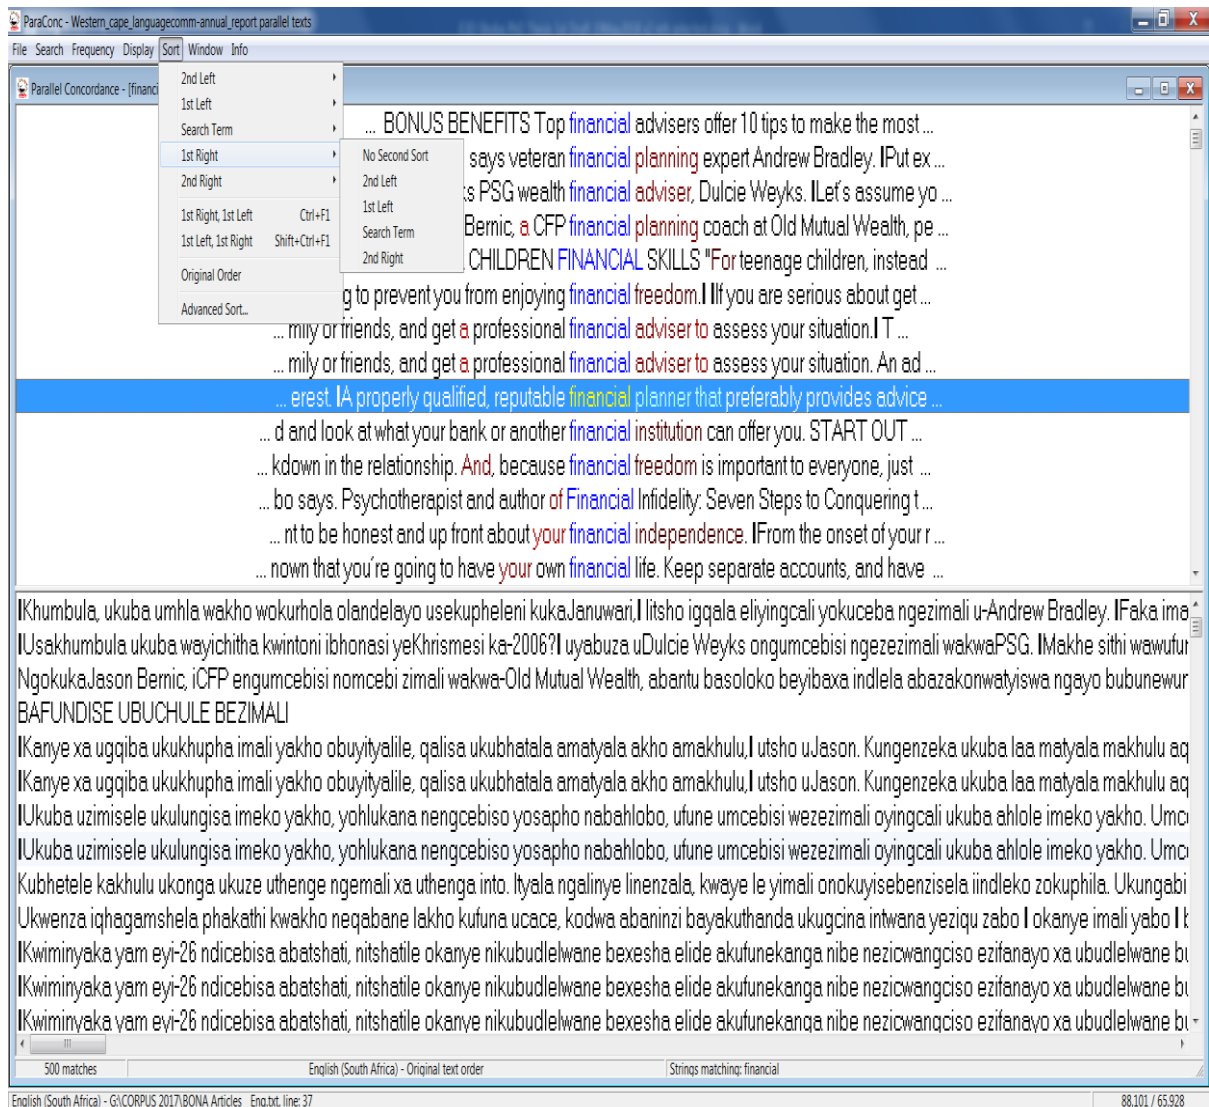 ParaConc - Western_cape_languagecomm-annual_report parallel texts
File Search Frequency Display Sort Window Info
Parallel Concordance - [financi
2nd Left
1st Left
Search Term
1st Right
2nd Right
1st Right, 1st Left Ctrl+F1
1st Left, 1st Right Shift+Ctrl+F1
Original Order
Advanced Sort...
No Second Sort
2nd Left
1st Left
Search Term
2nd Right
... BONUS BENEFITS Top financial advisers offer 10 tips to make the most ...
says veteran financial planning expert Andrew Bradley. IPut ex ...
s PSG wealth financial adviser, Dulcie Weyks. ILet's assume yo ...
Bernic, a CFP financial planning coach at Old Mutual Wealth, pe ...
CHILDREN FINANCIAL SKILLS "For teenage children, instead ...
g to prevent you from enjoying financial freedom.I IIf you are serious about get ...
... mily or friends, and get a professional financial adviser to assess your situation.I T ...
... mily or friends, and get a professional financial adviser to assess your situation. An ad ...
... erest. IA properly qualified, reputable financial planner that preferably provides advice ...
... d and look at what your bank or another financial institution can offer you. START OUT ...
... kdown in the relationship. And, because financial freedom is important to everyone, just ...
... bo says. Psychotherapist and author of Financial Infidelity: Seven Steps to Conquering t ...
... nt to be honest and up front about your financial independence. IFrom the onset of your r ...
... nown that you're going to have your own financial life. Keep separate accounts, and have ...
IKhumbula, ukuba umhla wakho wokurhola olandelayo usekupheleni kukaJanuwari,I litsho igqala eliyingcali yokuceba ngezimali u-Andrew Bradley. IFaka ima
IUsakhumbula ukuba wayichitha kwintoni ibhonasi yeKhrismesi ka-2006?I uyabuza uDulcie Weyks ongumcebisi ngezezimali wakwaPSG. IMakhe sithi wawufur
NgokukaJason Bernic, iCFP engumcebisi nomcebi zimali wakwa-Old Mutual Wealth, abantu basoloko beyibaxa indlela abazakonwatyiswa ngayo bubunewur
BAFUNDISE UBUCHULE BEZIMALI
IKanye xa ugqiba ukukhupha imali yakho obuyityalile, qalisa ukubhatala amatyala akho amakhulu,I utsho uJason. Kungenzeka ukuba laa matyala makhulu aq
IKanye xa ugqiba ukukhupha imali yakho obuyityalile, qalisa ukubhatala amatyala akho amakhulu,I utsho uJason. Kungenzeka ukuba laa matyala makhulu aq
IUkuba uzimisele ukulungisa imeko yakho, yohlukana nengcebiso yosapho nabahlobo, ufune umcebisi wezezimali oyingcali ukuba ahlole imeko yakho. Umce
IUkuba uzimisele ukulungisa imeko yakho, yohlukana nengcebiso yosapho nabahlobo, ufune umcebisi wezezimali oyingcali ukuba ahlole imeko yakho. Umce
Kubhetele kakhulu ukonga ukuze uthenge ngemali xa uthenga into. Ityala ngalinye linenzala, kwaye le yimali onokuyisebenzisela iindleko zokuphila. Ukungabi
Ukwenza iqhagamshela phakathi kwakho neqabane lakho kufuna ucace, kodwa abaninzi bayakuthanda ukugcina intwana yeziqu zabo I okanye imali yabo I b
IKwiminyaka yam eyi-26 ndicebisa abatshati, nitshatile okanye nikubudlelwane bexesha elide akufunekanga nibe nezicwangciso ezifanayo xa ubudlelwane bu
IKwiminyaka yam eyi-26 ndicebisa abatshati, nitshatile okanye nikubudlelwane bexesha elide akufunekanga nibe nezicwangciso ezifanayo xa ubudlelwane bu
IKwiminyaka yam eyi-26 ndicebisa abatshati, nitshatile okanye nikubudlelwane bexesha elide akufunekanga nibe nezicwangciso ezifanayo xa ubudlelwane bu
500 matches English (South Africa) - Original text order Strings matching: financial
English (South Africa) - G:\CORPUS 2017\BONA Articles_Eng.txt, line: 37 88,101 / 65,928